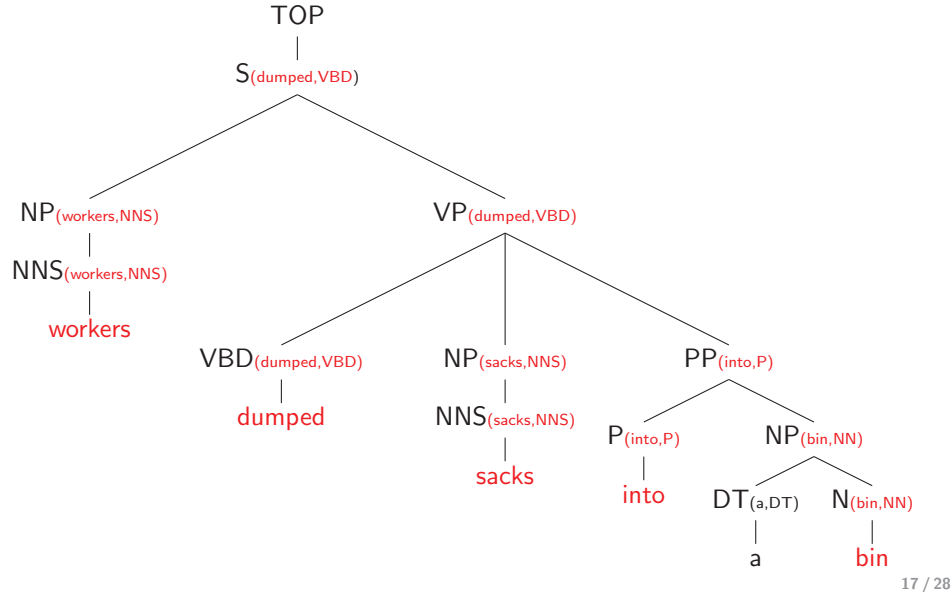 TOP
S(dumped,VBD)
NP(workers,NNS) VP(dumped,VBD)
NNS(workers,NNS)
workers
VBD(dumped,VBD) NP(sacks,NNS) PP(into,P)
dumped NNS(sacks,NNS)
P(into,P) NP(bin,NN)
sacks
into
DT(a,DT) N(bin,NN)
a bin
17 / 28